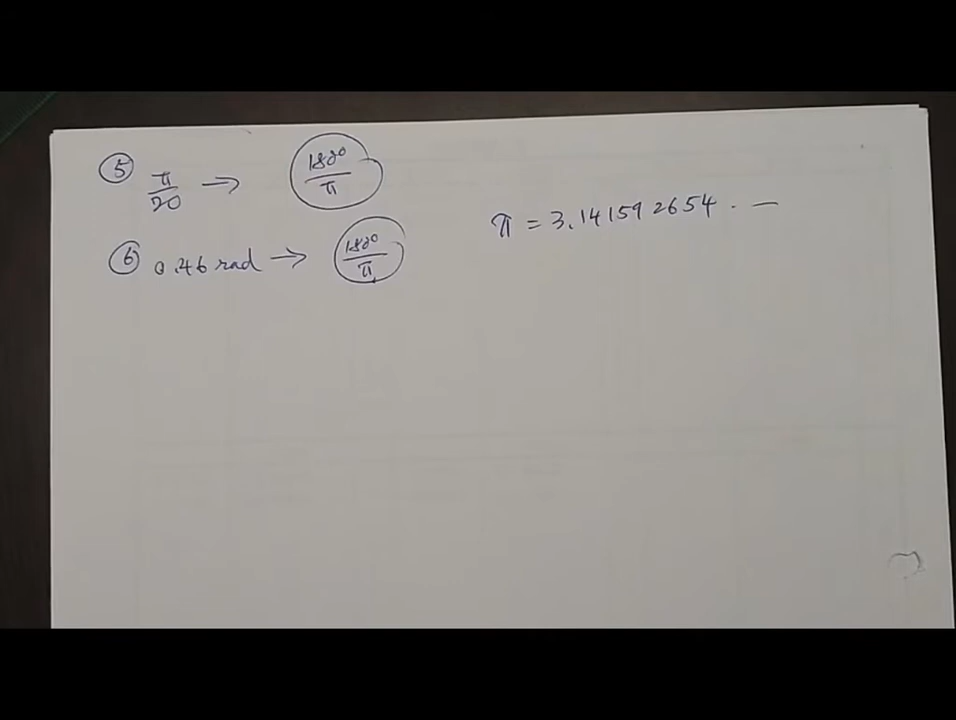 ⑤ π/20 → 180°/π
π = 3.141592654 . —
⑥ 0.46 rad → 180°/π